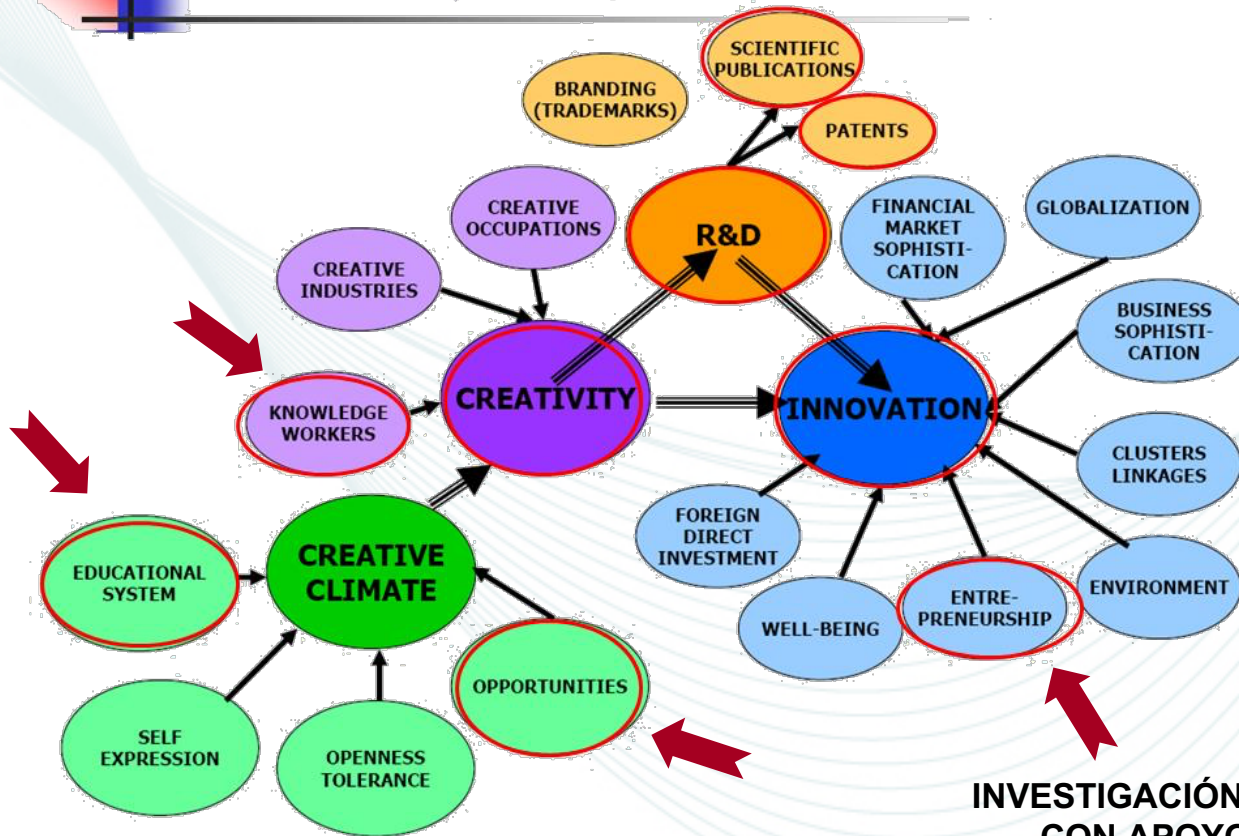 SCIENTIFIC
PUBLICATIONS
BRANDING
(TRADEMARKS)
PATENTS
CREATIVE
OCCUPATIONS
R&D
FINANCIAL
MARKET
SOPHISTI-
CATION
GLOBALIZATION
CREATIVE
INDUSTRIES
BUSINESS
SOPHISTI-
CATION
CREATIVITY
INNOVATION
KNOWLEDGE
WORKERS
CLUSTERS
LINKAGES
FOREIGN
DIRECT
INVESTMENT
CREATIVE
CLIMATE
EDUCATIONAL
SYSTEM
ENVIRONMENT
ENTRE-
PRENEURSHIP
WELL-BEING
OPPORTUNITIES
SELF
EXPRESSION
OPENNESS
TOLERANCE
INVESTIGACIÓN
CON APOYO